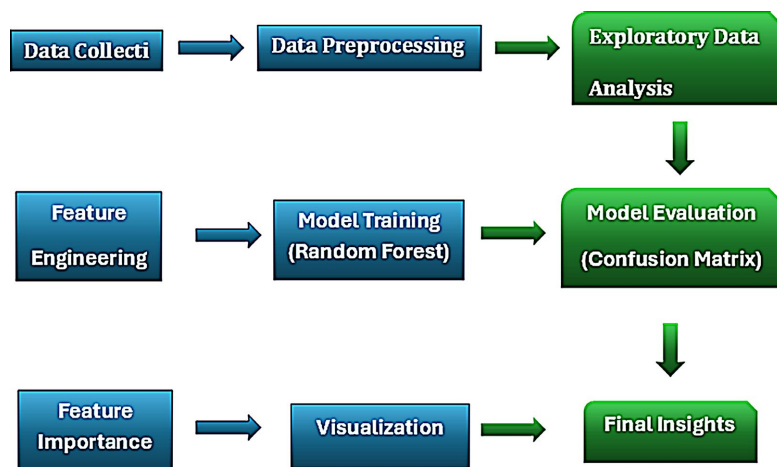 Data Collecti
Data Preprocessing
Exploratory Data
Analysis
Feature
Engineering
Model Training
(Random Forest)
Model Evaluation
(Confusion Matrix)
Feature
Importance
Visualization
Final Insights